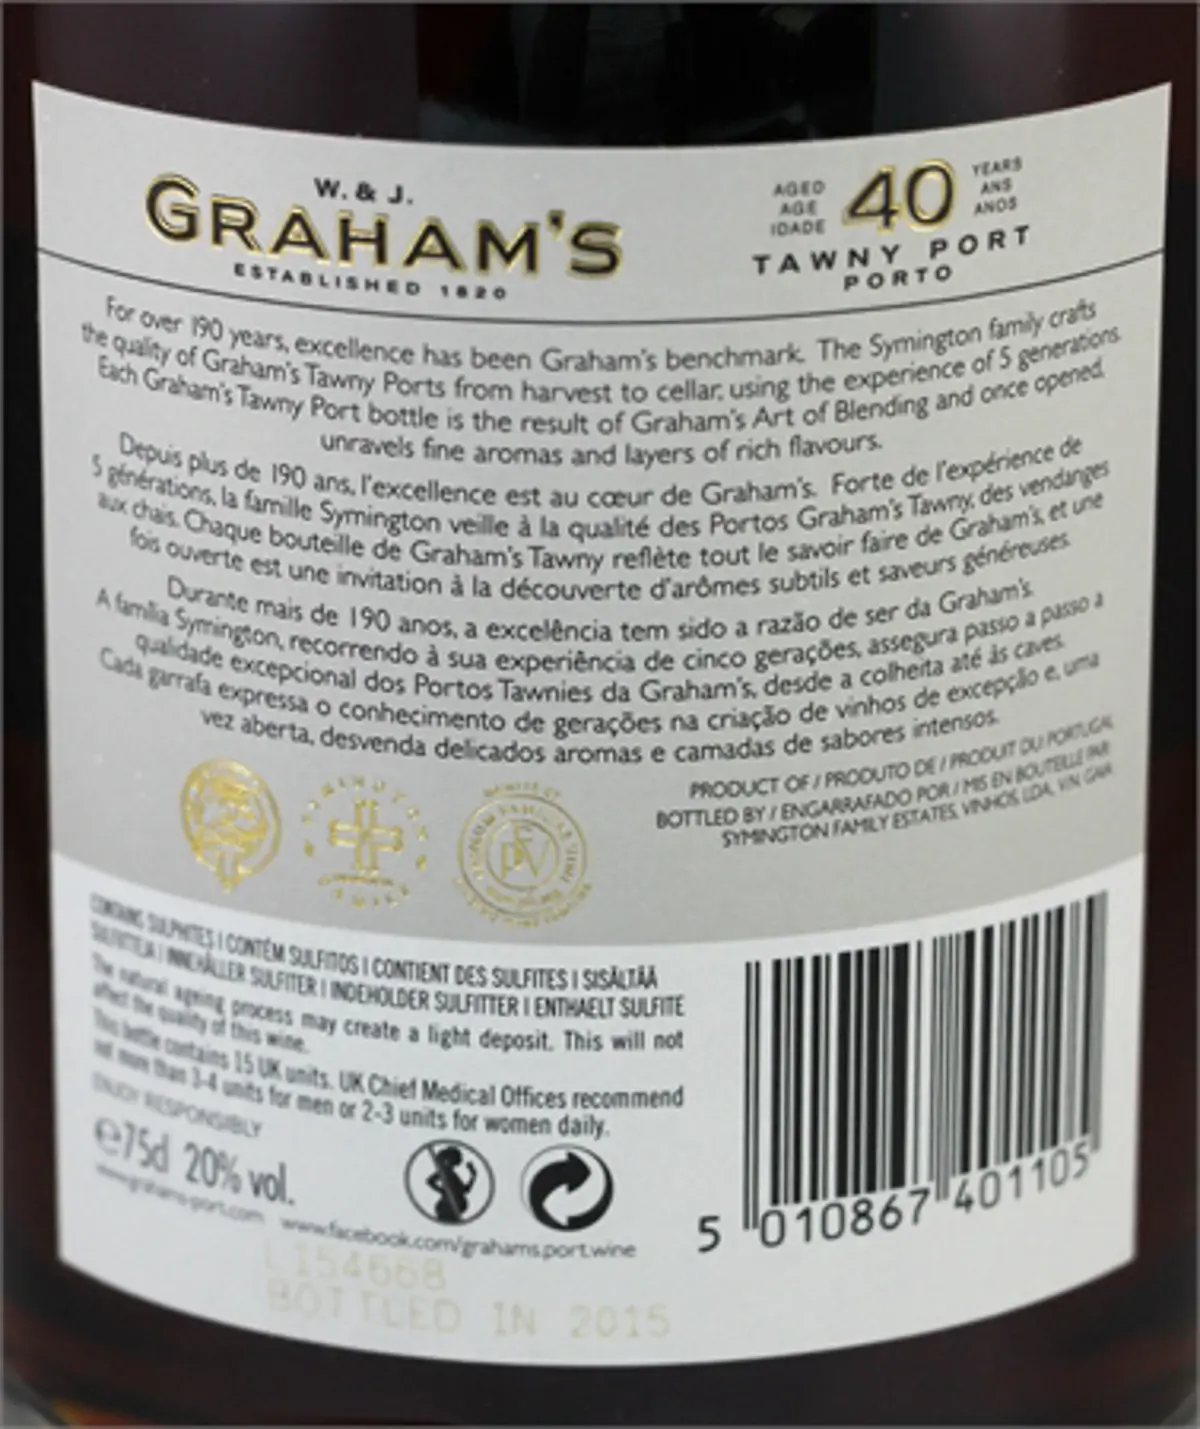 W. & J.
GRAHAM'S
ESTABLISHED 1820
AGED
AGE
IDADE
40
YEARS
ANS
ANOS
TAWNY PORT
PORTO
For over 190 years, excellence has been Graham's benchmark. The Symington family crafts
the quality of Graham's Tawny Ports from harvest to cellar, using the experience of 5 generations.
Each Graham's Tawny Port bottle is the result of Graham's Art of Blending and once opened,
unravels fine aromas and layers of rich flavours.
Depuis plus de 190 ans, l'excellence est au cœur de Graham's. Forte de l'expérience de
5 générations, la famille Symington veille à la qualité des Portos Graham's Tawny, des vendanges
aux chais. Chaque bouteille de Graham's Tawny reflète tout le savoir faire de Graham's, et une
fois ouverte est une invitation à la découverte d'arômes subtils et saveurs généreuses.
Durante mais de 190 anos, a excelência tem sido a razão de ser da Graham's.
A família Symington, recorrendo à sua experiência de cinco gerações, assegura passo a passo a
qualidade excepcional dos Portos Tawnies da Graham's, desde a colheita até às caves.
Cada garrafa expressa o conhecimento de gerações na criação de vinhos de excepção e, uma
vez aberta, desvenda delicados aromas e camadas de sabores intensos.
PRODUCT OF / PRODUTO DE / PRODUIT DU PORTUGAL
BOTTLED BY / ENGARRAFADO POR / MIS EN BOUTEILLE PAR:
SYMINGTON FAMILY ESTATES, VINHOS, LDA, V.N. GAIA
PFV
CONTAINS SULPHITES | CONTÉM SULFITOS | CONTIENT DES SULFITES | SISÄLTÄÄ
SULFIITTEJA | INNEHÅLLER SULFITER | INDEHOLDER SULFITTER | ENTHAELT SULFITE
The natural ageing process may create a light deposit. This will not
affect the quality of this wine.
This bottle contains 15 UK units. UK Chief Medical Offices recommend
not more than 3-4 units for men or 2-3 units for women daily.
ENJOY RESPONSIBLY
℮75cl 20% vol.
www.grahams-port.com www.facebook.com/grahams.port.wine
L154668
BOTTLED IN 2015
5 010867 401105